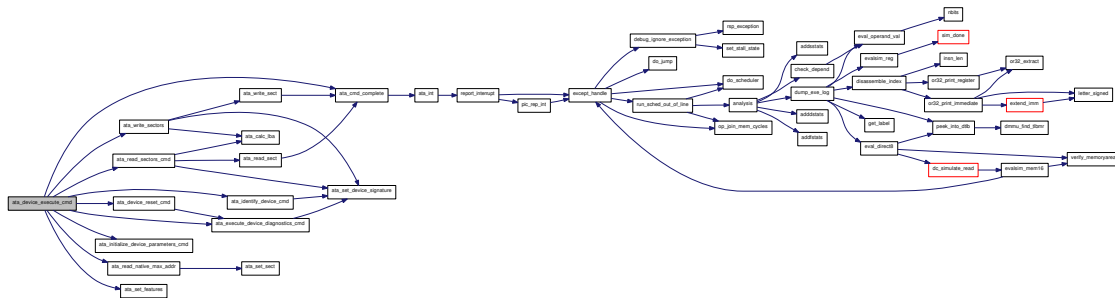 ata_device_execute_cmd
ata_write_sectors
ata_read_sectors_cmd
ata_device_reset_cmd
ata_initialize_device_parameters_cmd
ata_read_native_max_addr
ata_set_features
ata_write_sect
ata_calc_lba
ata_read_sect
ata_identify_device_cmd
ata_execute_device_diagnostics_cmd
ata_set_sect
ata_cmd_complete
ata_set_device_signature
ata_int
report_interrupt
pic_rep_int
except_handle
debug_ignore_exception
do_jump
run_sched_out_of_line
rep_exception
set_stall_state
do_scheduler
analysis
op_join_mem_cycles
addsstats
check_depend
dump_exe_log
adddstats
addfstats
eval_operand_val
evalsim_reg
disassemble_index
get_label
eval_direct8
nbits
sim_done
insn_len
or32_print_register
or32_print_immediate
peek_into_dtlb
dc_simulate_read
or32_extract
extend_imm
dmmu_find_tlbmr
evalsim_mem16
letter_signed
verify_memoryarea